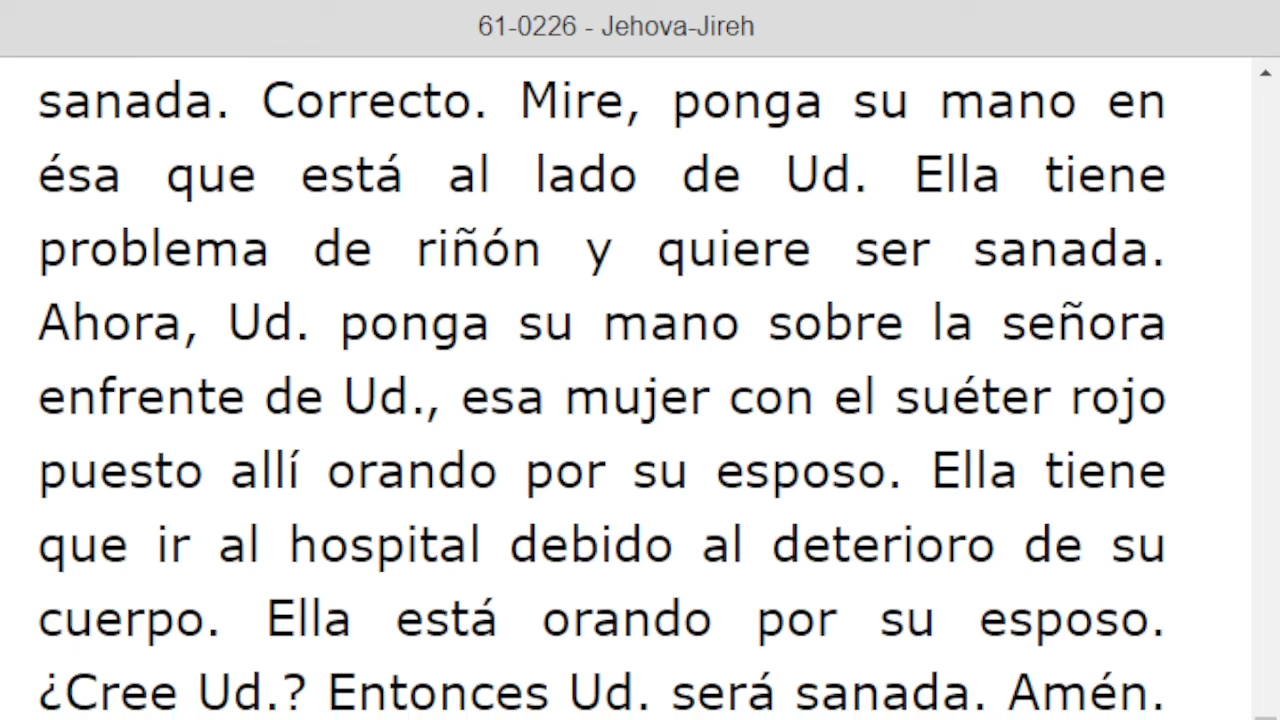 61-0226 - Jehova-Jireh
sanada. Correcto. Mire, ponga su mano en
ésa que está al lado de Ud. Ella tiene
problema de riñón y quiere ser sanada.
Ahora, Ud. ponga su mano sobre la señora
enfrente de Ud., esa mujer con el suéter rojo
puesto allí orando por su esposo. Ella tiene
que ir al hospital debido al deterioro de su
cuerpo. Ella está orando por su esposo.
¿Cree Ud.? Entonces Ud. será sanada. Amén.